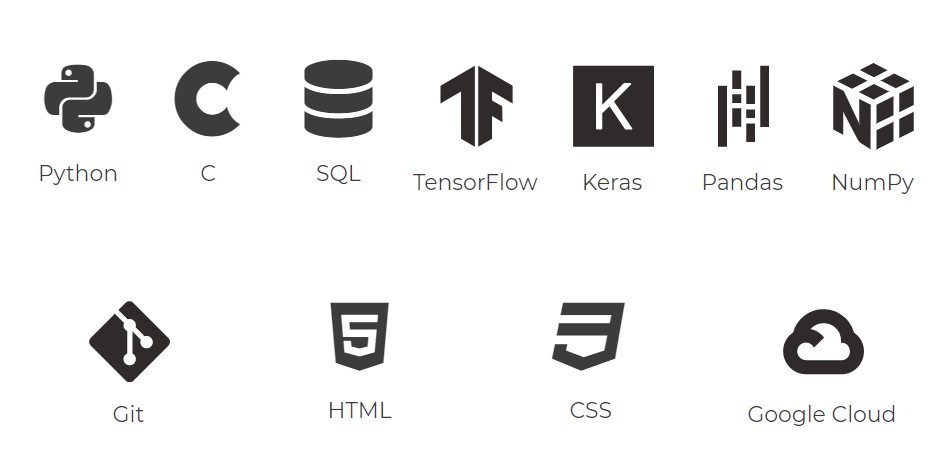 Python C SQL TensorFlow Keras Pandas NumPy
Git HTML CSS Google Cloud